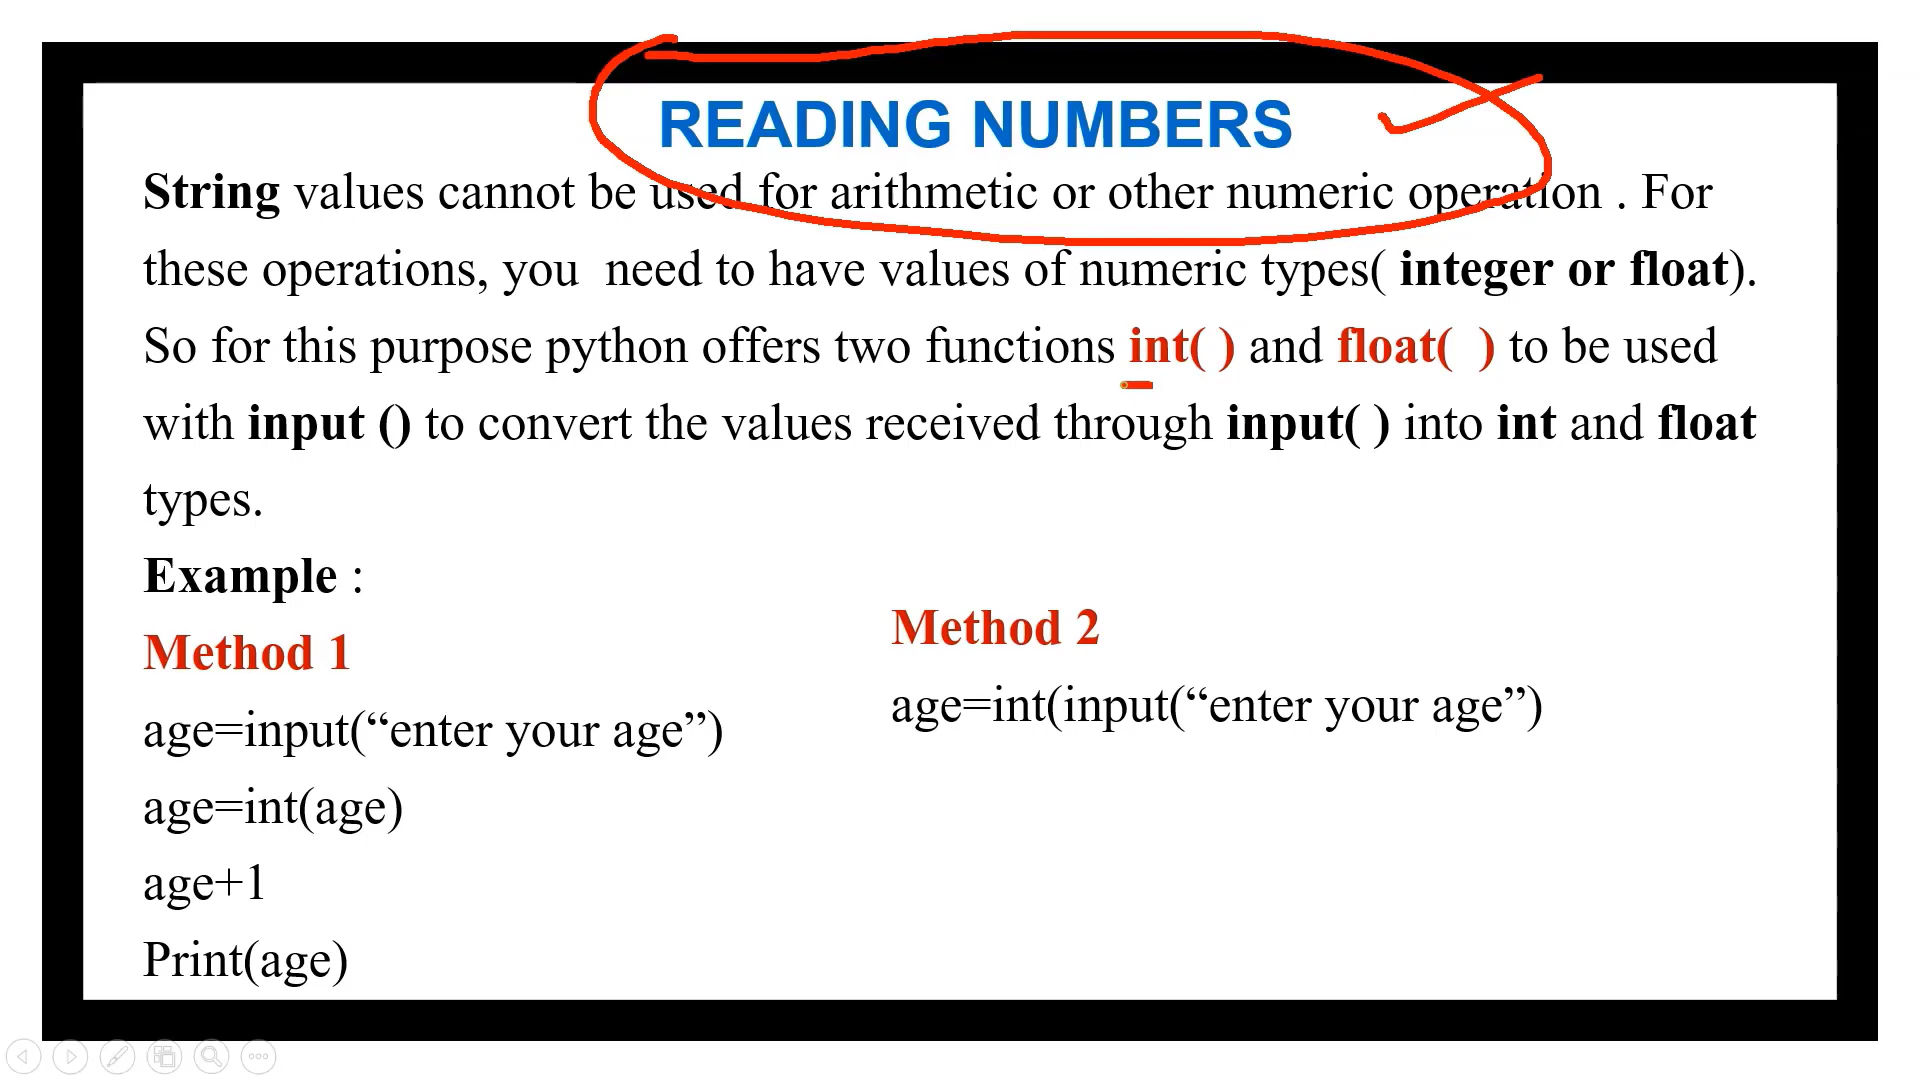 READING NUMBERS
String values cannot be used for arithmetic or other numeric operation . For
these operations, you  need to have values of numeric types( integer or float).
So for this purpose python offers two functions int( ) and float(  ) to be used
with input () to convert the values received through input( ) into int and float
types.
Example :
Method 1
age=input(“enter your age”)
age=int(age)
age+1
Print(age)
Method 2
age=int(input(“enter your age”)